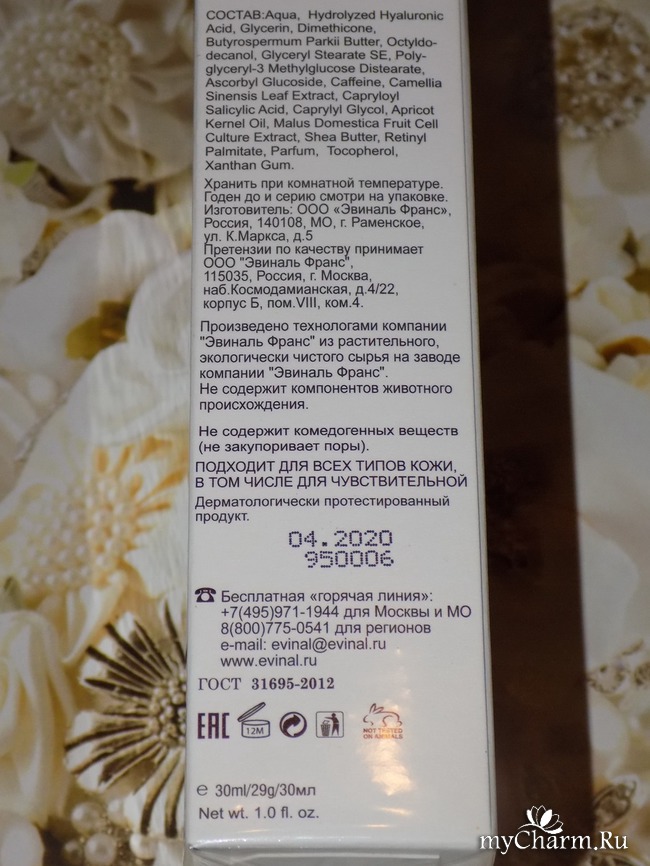 СОСТАВ:Aqua, Hydrolyzed Hyaluronic
Acid, Glycerin, Dimethicone,
Butyrospermum Parkii Butter, Octyldo-
decanol, Glyceryl Stearate SE, Poly-
glyceryl-3 Methylglucose Distearate,
Ascorbyl Glucoside, Caffeine, Camellia
Sinensis Leaf Extract, Capryloyl
Salicylic Acid, Caprylyl Glycol, Apricot
Kernel Oil, Malus Domestica Fruit Cell
Culture Extract, Shea Butter, Retinyl
Palmitate, Parfum, Tocopherol,
Xanthan Gum.
Хранить при комнатной температуре.
Годен до и серию смотри на упаковке.
Изготовитель: ООО «Эвиналь Франс»,
Россия, 140108, МО, г. Раменское,
ул. К.Маркса, д.5
Претензии по качеству принимает
ООО "Эвиналь Франс",
115035, Россия, г. Москва,
наб.Космодамианская, д.4/22,
корпус Б, пом.VIII, ком.4.
Произведено технологами компании
"Эвиналь Франс" из растительного,
экологически чистого сырья на заводе
компании "Эвиналь Франс".
Не содержит компонентов животного
происхождения.
Не содержит комедогенных веществ
(не закупоривает поры).
ПОДХОДИТ ДЛЯ ВСЕХ ТИПОВ КОЖИ,
В ТОМ ЧИСЛЕ ДЛЯ ЧУВСТВИТЕЛЬНОЙ
Дерматологически протестированный
продукт.
04.2020
950006
Бесплатная «горячая линия»:
+7(495)971-1944 для Москвы и МО
8(800)775-0541 для регионов
e-mail: evinal@evinal.ru
www.evinal.ru
ГОСТ 31695-2012
EAC 12M NOT TESTED
ON ANIMALS
℮ 30ml/29g/30мл
Net wt. 1.0 fl. oz.
myCharm.Ru